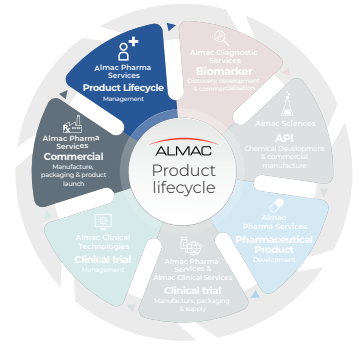 Almac Pharma
Services
Product Lifecycle
Management
Almac Diagnostic
Services
Biomarker
Discovery, development
& commercialisation
Almac Sciences
API
Chemical Development
& commercial
manufacture
Almac
Pharma Services
Pharmaceutical
Product
Development
Almac Pharma
Services &
Almac Clinical Services
Clinical trial
Manufacture, packaging
& supply
Almac Clinical
Technologies
Clinical trial
Management
Almac Pharma
Services
Commercial
Manufacture,
packaging & product
launch
ALMAC
Product
lifecycle